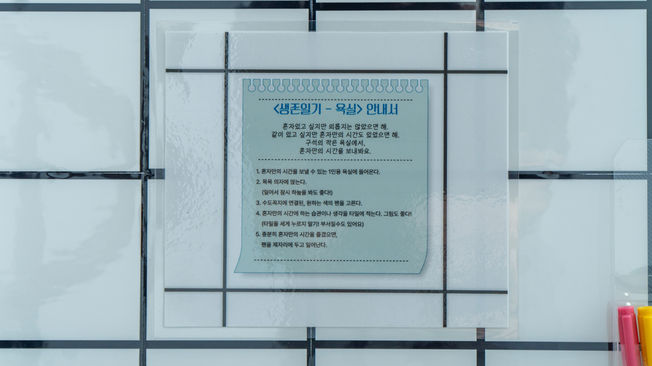 <생존일기 - 욕실> 안내서
혼자있고 싶지만 외롭지는 않았으면 해.
같이 있고 싶지만 혼자만의 시간도 있었으면 해.
구석의 작은 욕실에서,
혼자만의 시간을 보내봐요.
1. 혼자만의 시간을 보낼 수 있는 1인용 욕실에 들어온다.
2. 목욕 의자에 앉는다.
(일어서 잠시 하늘을 봐도 좋다!)
3. 수도꼭지에 연결된, 원하는 색의 펜을 고른다.
4. 혼자만의 시간에 하는 습관이나 생각을 타일에 적는다. 그림도 좋다!
(타일을 세게 누르지 말기! 부서질수도 있어요)
5. 충분히 혼자만의 시간을 즐겼으면,
펜을 제자리에 두고 일어난다.